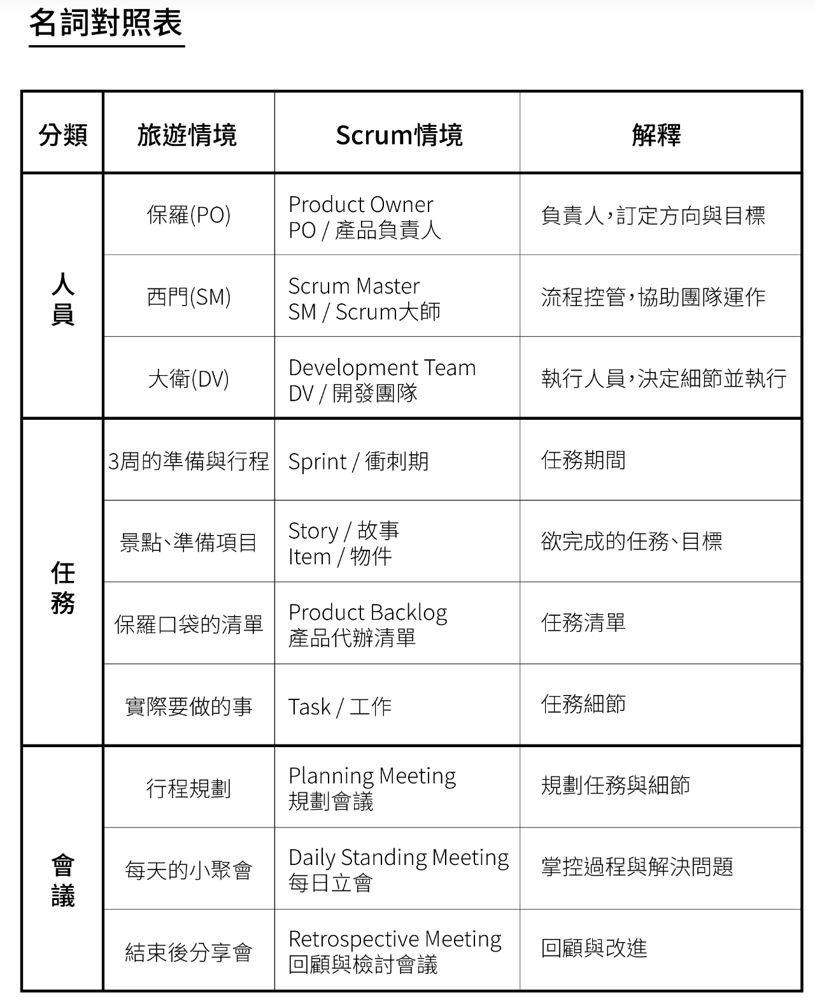 名詞對照表
分類
旅遊情境
Scrum情境
解釋
人
員
保羅(PO)
Product Owner
PO / 產品負責人
負責人，訂定方向與目標
西門(SM)
Scrum Master
SM / Scrum大師
流程控管，協助團隊運作
大衛(DV)
Development Team
DV / 開發團隊
執行人員，決定細節並執行
任
務
3周的準備與行程
Sprint / 衝刺期
任務期間
景點、準備項目
Story / 故事
Item / 物件
欲完成的任務、目標
保羅口袋的清單
Product Backlog
產品代辦清單
任務清單
實際要做的事
Task / 工作
任務細節
會
議
行程規劃
Planning Meeting
規劃會議
規劃任務與細節
每天的小聚會
Daily Standing Meeting
每日立會
掌控過程與解決問題
結束後分享會
Retrospective Meeting
回顧與檢討會議
回顧與改進